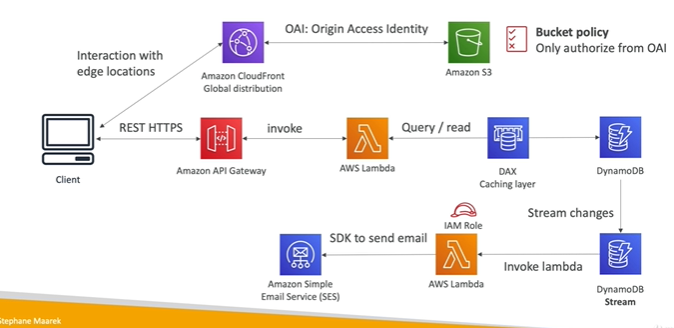 OAI: Origin Access Identity
Bucket policy
Only authorize from OAI
Interaction with
edge locations
Amazon CloudFront
Global distribution
Amazon S3
REST HTTPS
invoke
Query / read
Client
Amazon API Gateway
AWS Lambda
DAX
Caching layer
DynamoDB
Stream changes
IAM Role
SDK to send email
Invoke lambda
Amazon Simple
Email Service (SES)
AWS Lambda
DynamoDB
Stream
Stephane Maarek